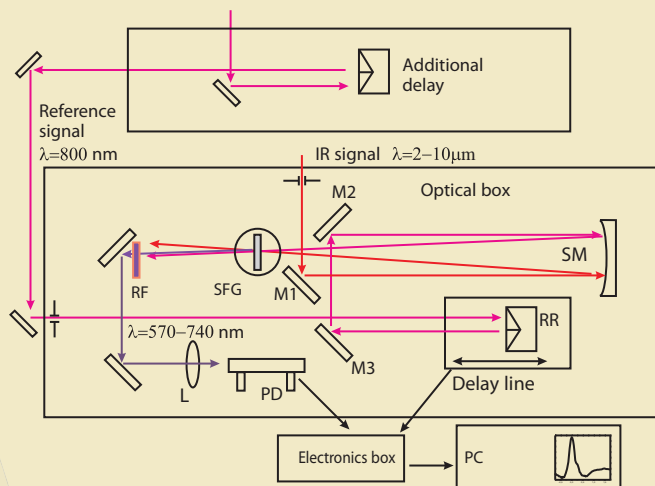 Additional
delay
Reference
signal
λ=800 nm
IR signal λ=2–10μm
Optical box
M2
SM
RF
SFG
M1
RR
λ=570–740 nm
M3
Delay line
L
PD
Electronics box
PC